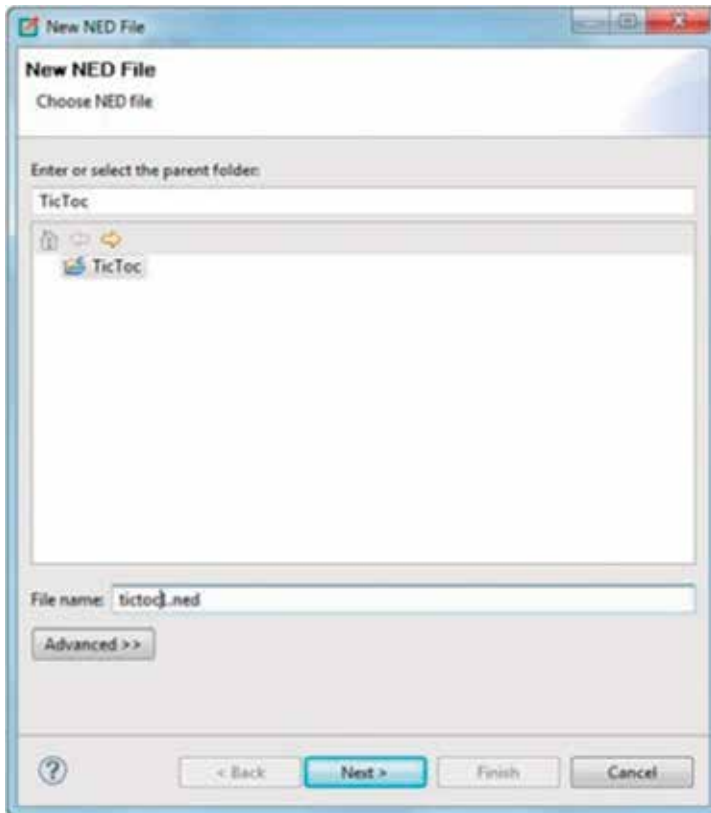 New NED File
New NED File
Choose NED file
Enter or select the parent folder:
TicToc
TicToc
File name: tictoc1.ned
Advanced >>
? < Back Next > Finish Cancel